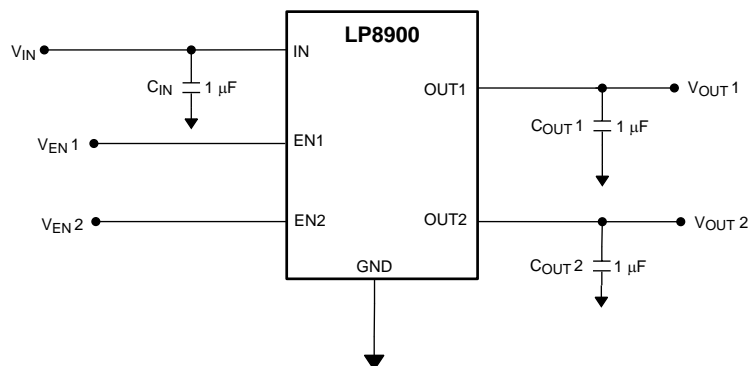 LP8900
V_IN
IN
C_IN 1 μF
OUT1
V_OUT 1
C_OUT 1 1 μF
V_EN 1
EN1
V_EN 2
EN2
OUT2
V_OUT 2
C_OUT 2 1 μF
GND